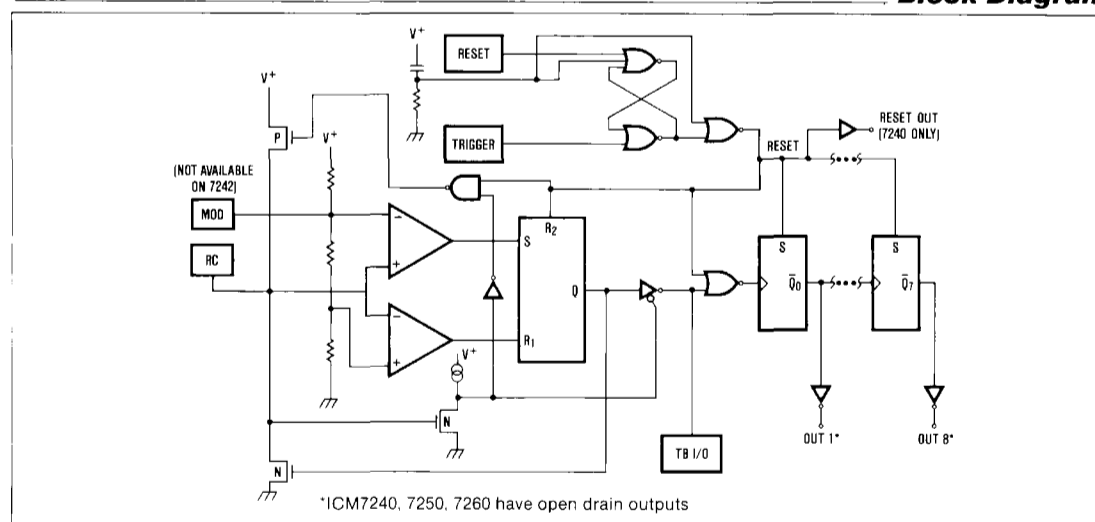 Block Diagram
V+
RESET
V+
P
V+
TRIGGER
RESET
RESET OUT
(7240 ONLY)
(NOT AVAILABLE
ON 7242)
MOD
RC
−
+
−
+
S
R2
Q
R1
S
Q̅0
S
Q̅7
V+
N
N
TB I/O
OUT 1*
OUT 8*
*ICM7240, 7250, 7260 have open drain outputs